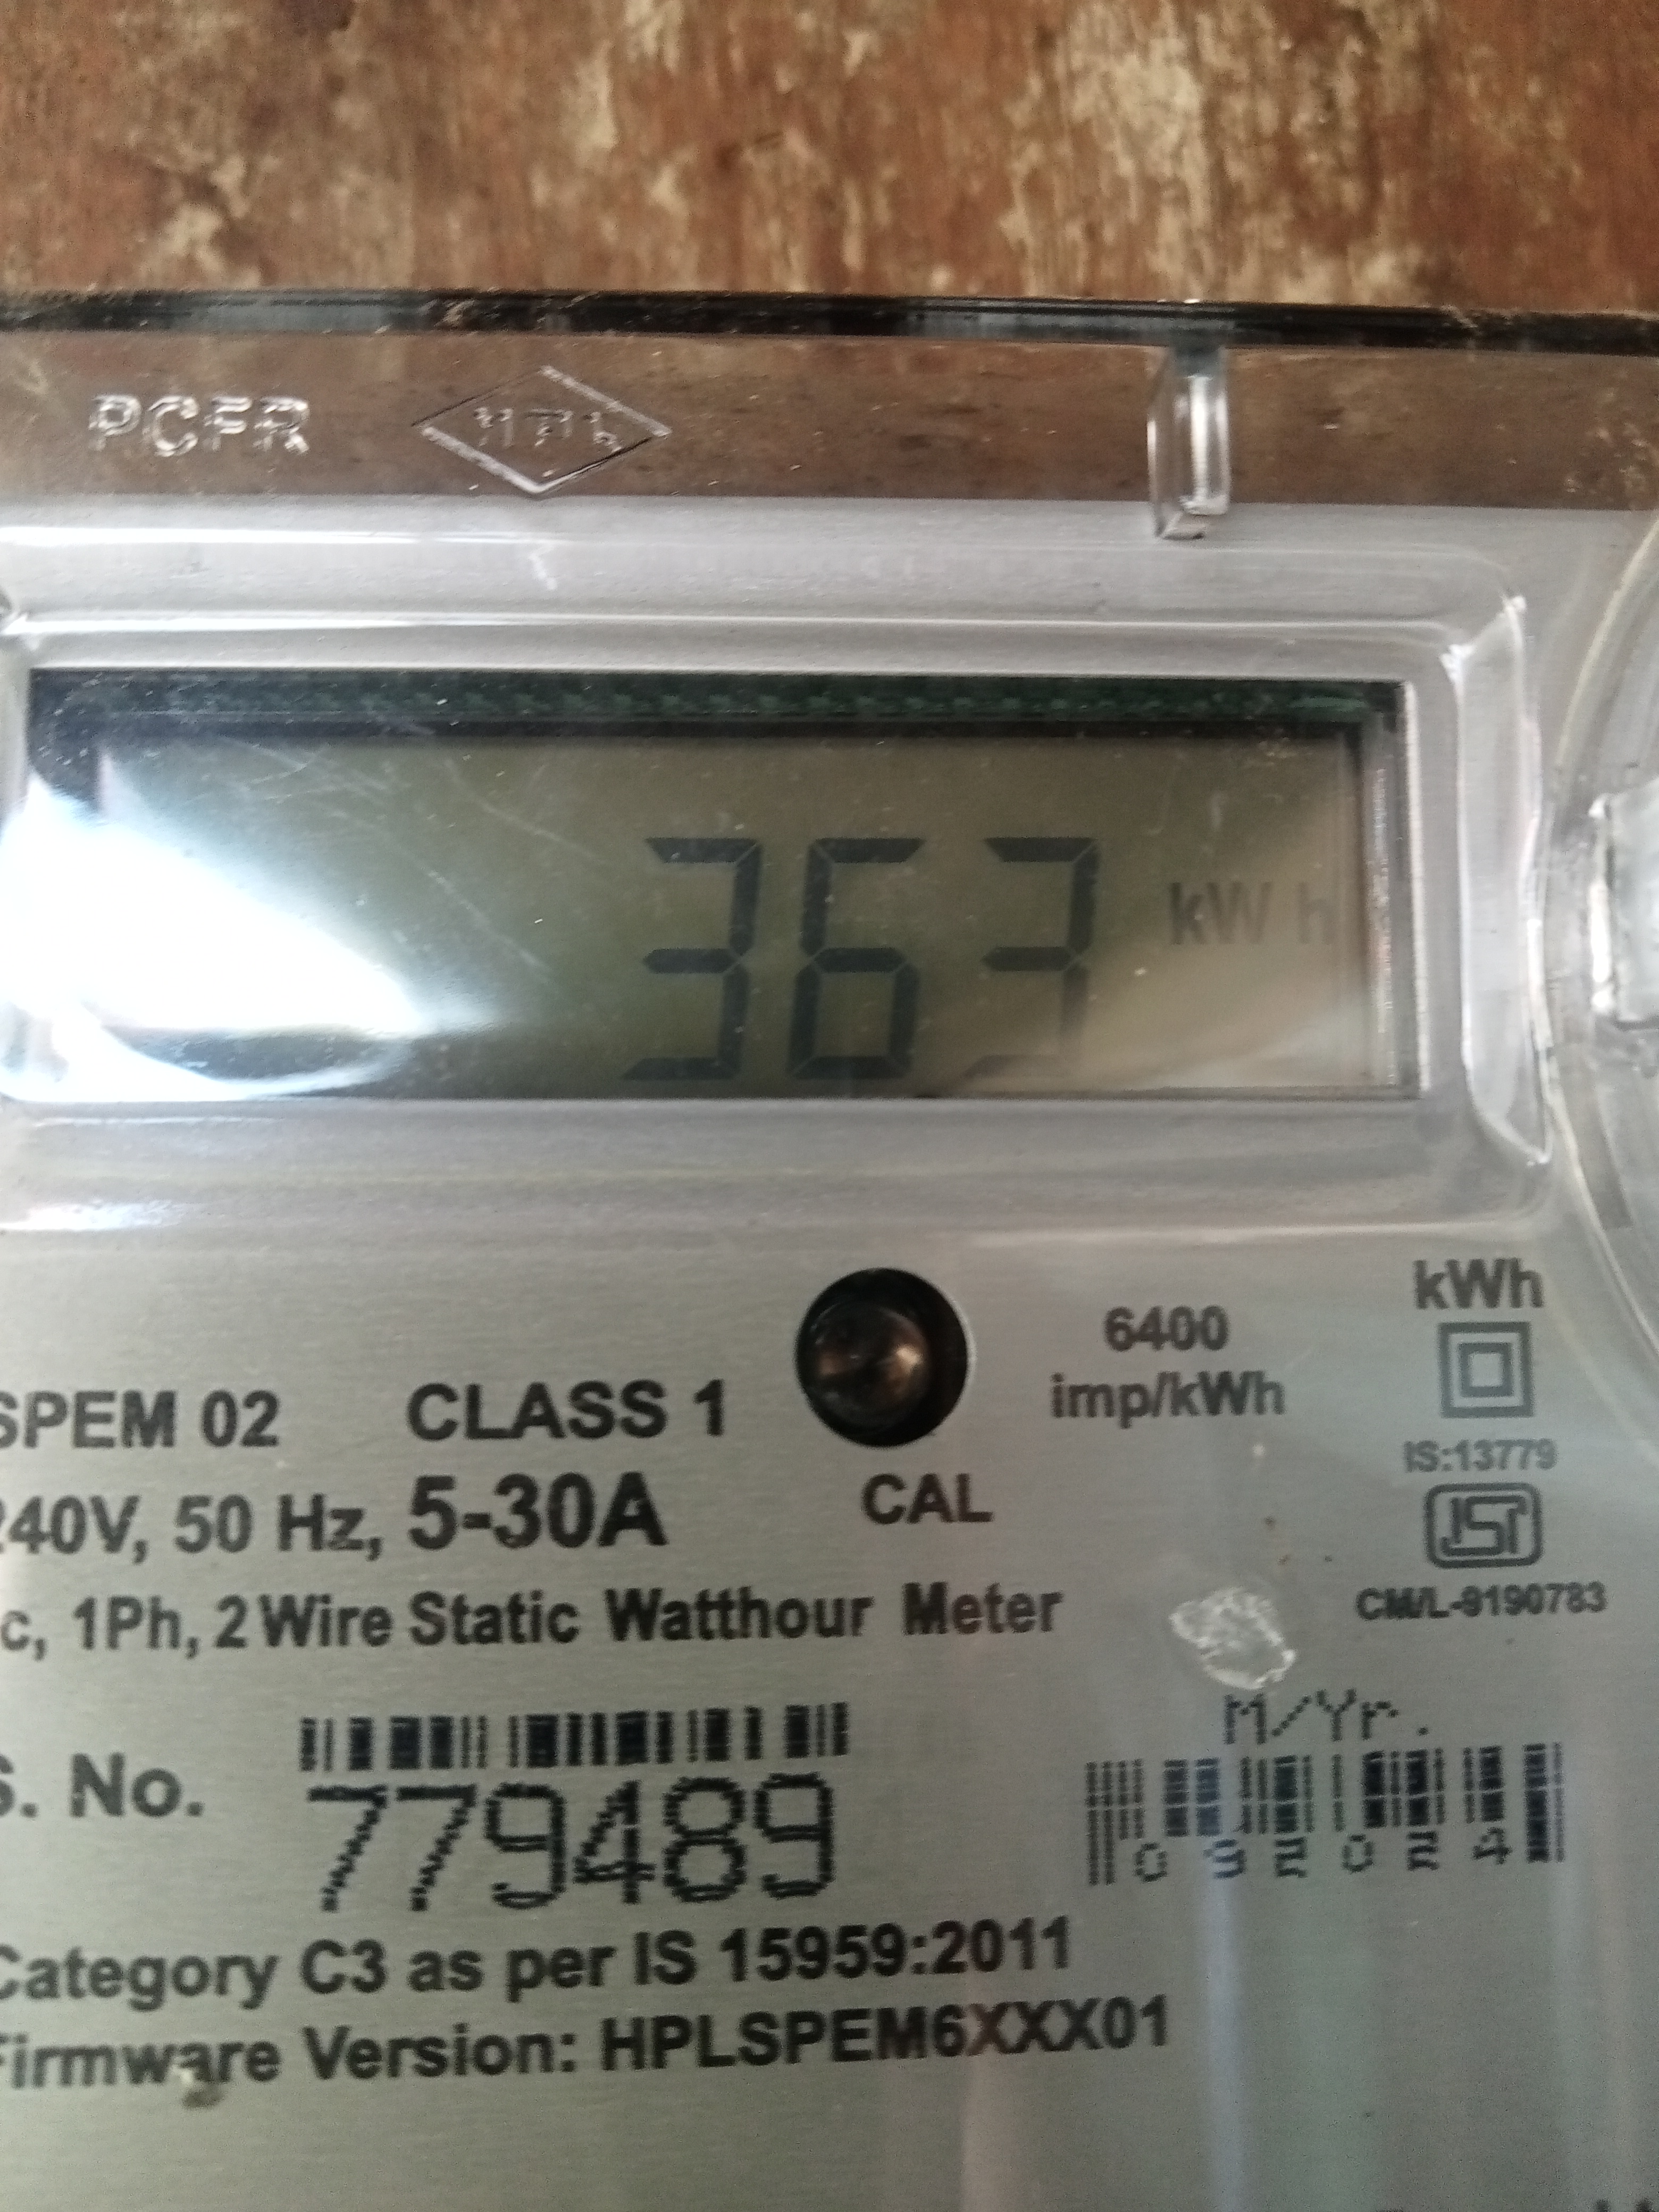 PCFR HPL
363 kWh
kWh
6400
imp/kWh
SPEM 02 CLASS 1
IS:13779
240V, 50 Hz, 5-30A
CAL
ISI
CM/L-9190783
c, 1Ph, 2 Wire Static Watthour Meter
M/Yr.
S. No.
779489
092024
Category C3 as per IS 15959:2011
Firmware Version: HPLSPEM6XXX01